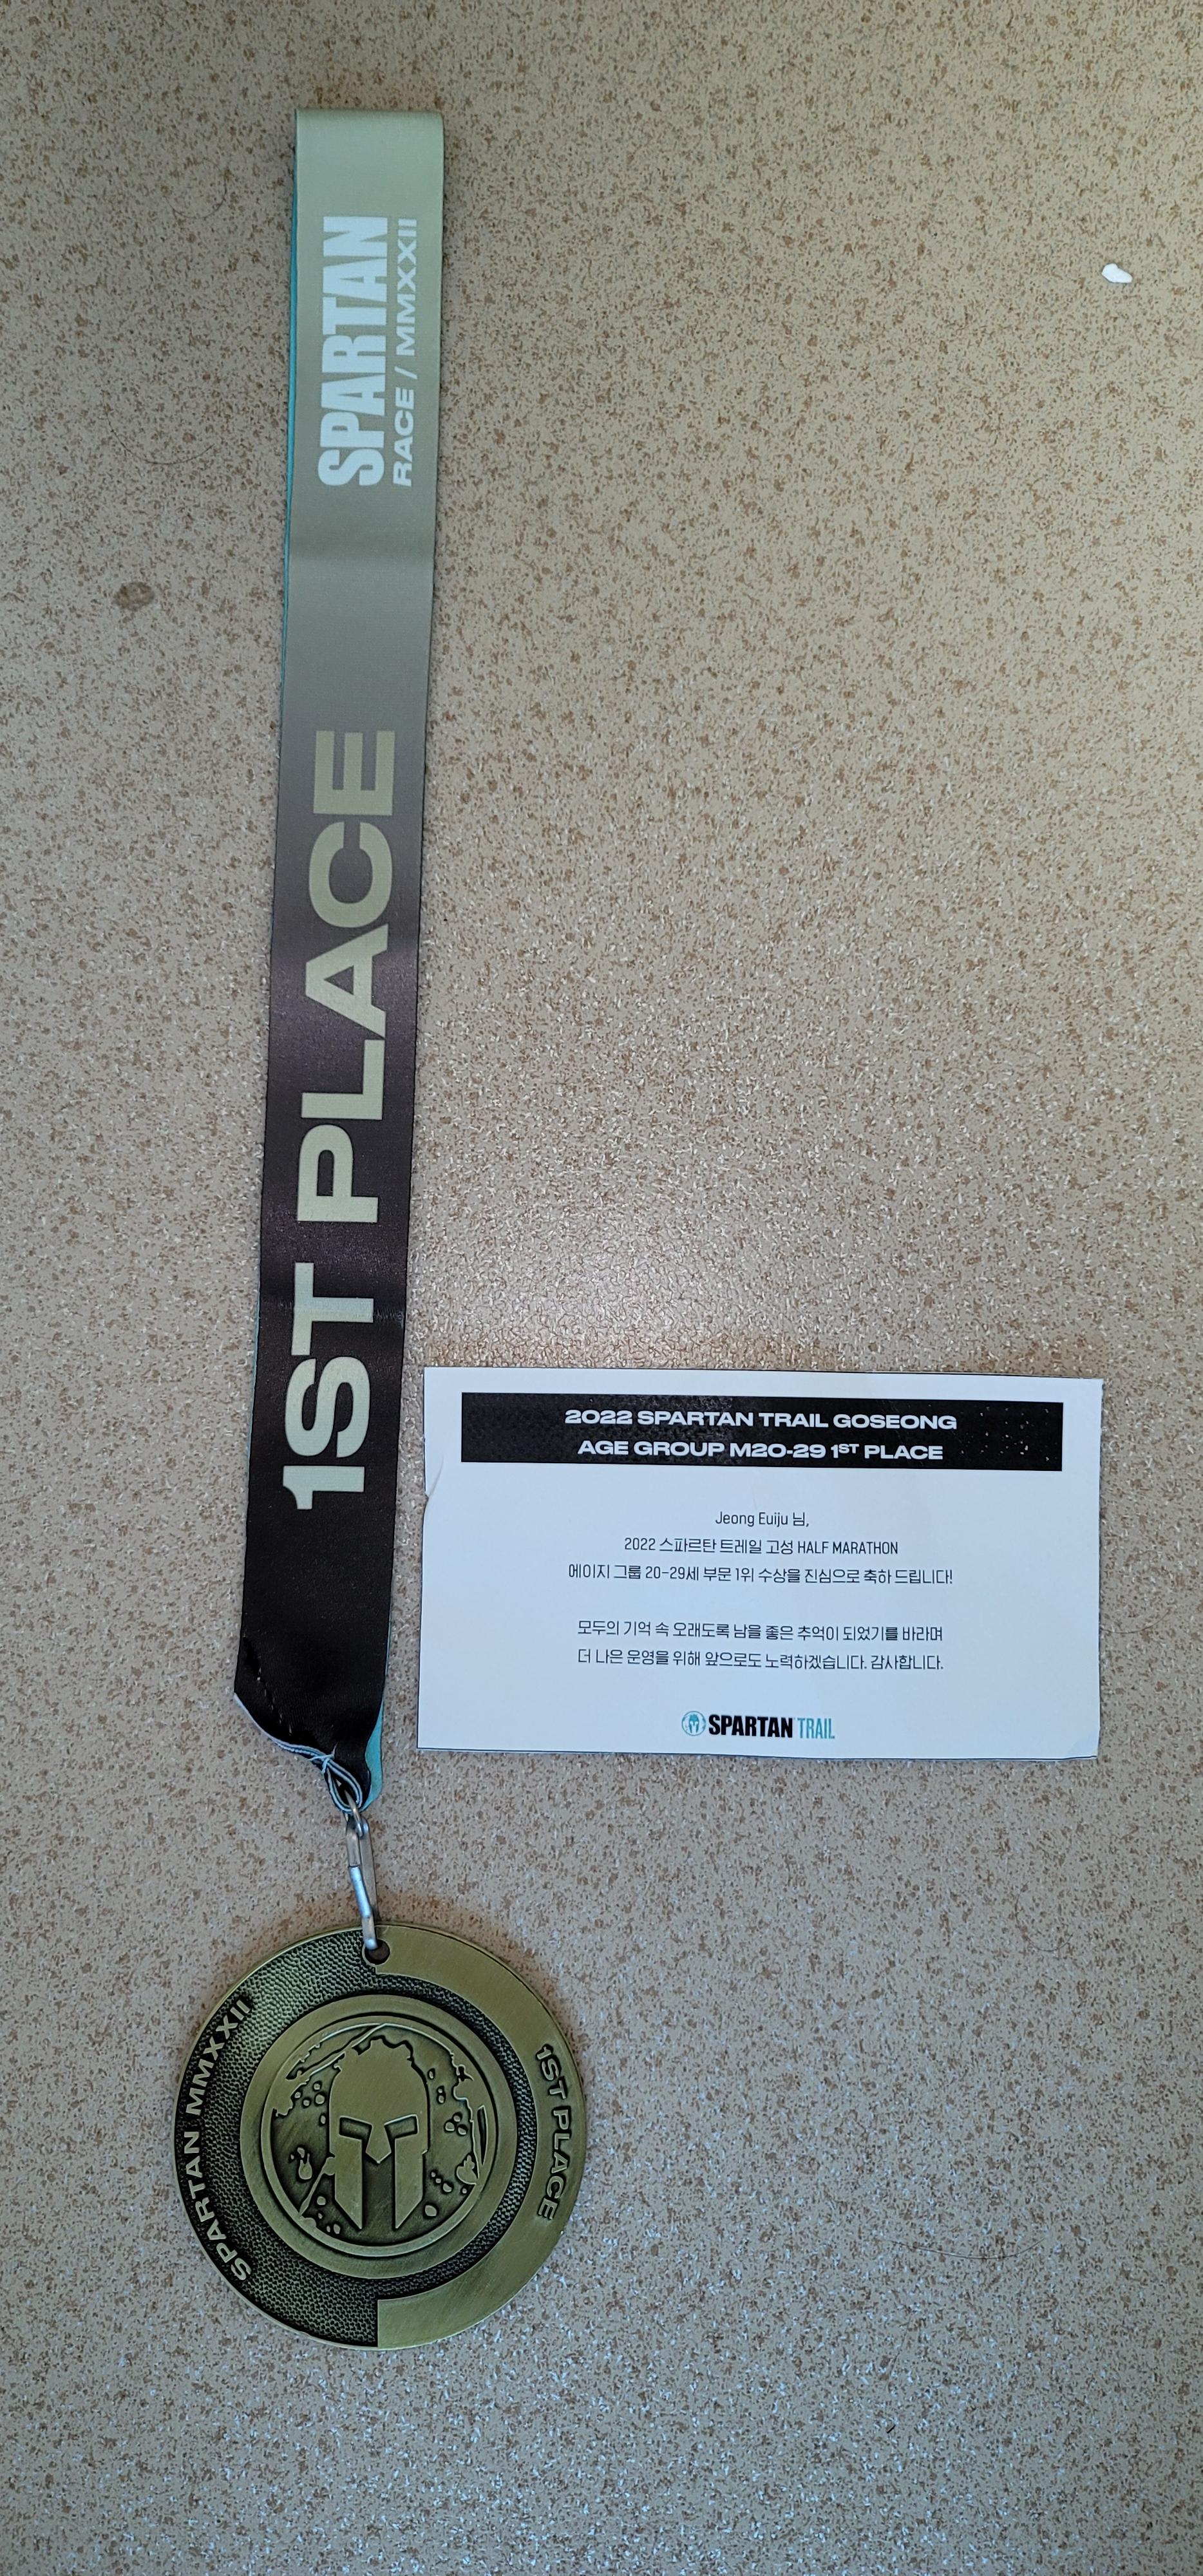 SPARTAN
RACE / MMXXII
1ST PLACE
2022 SPARTAN TRAIL GOSEONG
AGE GROUP M20-29 1ST PLACE
Jeong Euiju 님,
2022 스파르탄 트레일 고성 HALF MARATHON
에이지 그룹 20-29세 부문 1위 수상을 진심으로 축하 드립니다!
모두의 기억 속 오래도록 남을 좋은 추억이 되었기를 바라며
더 나은 운영을 위해 앞으로도 노력하겠습니다. 감사합니다.
SPARTAN TRAIL
SPARTAN MMXXII
1ST PLACE